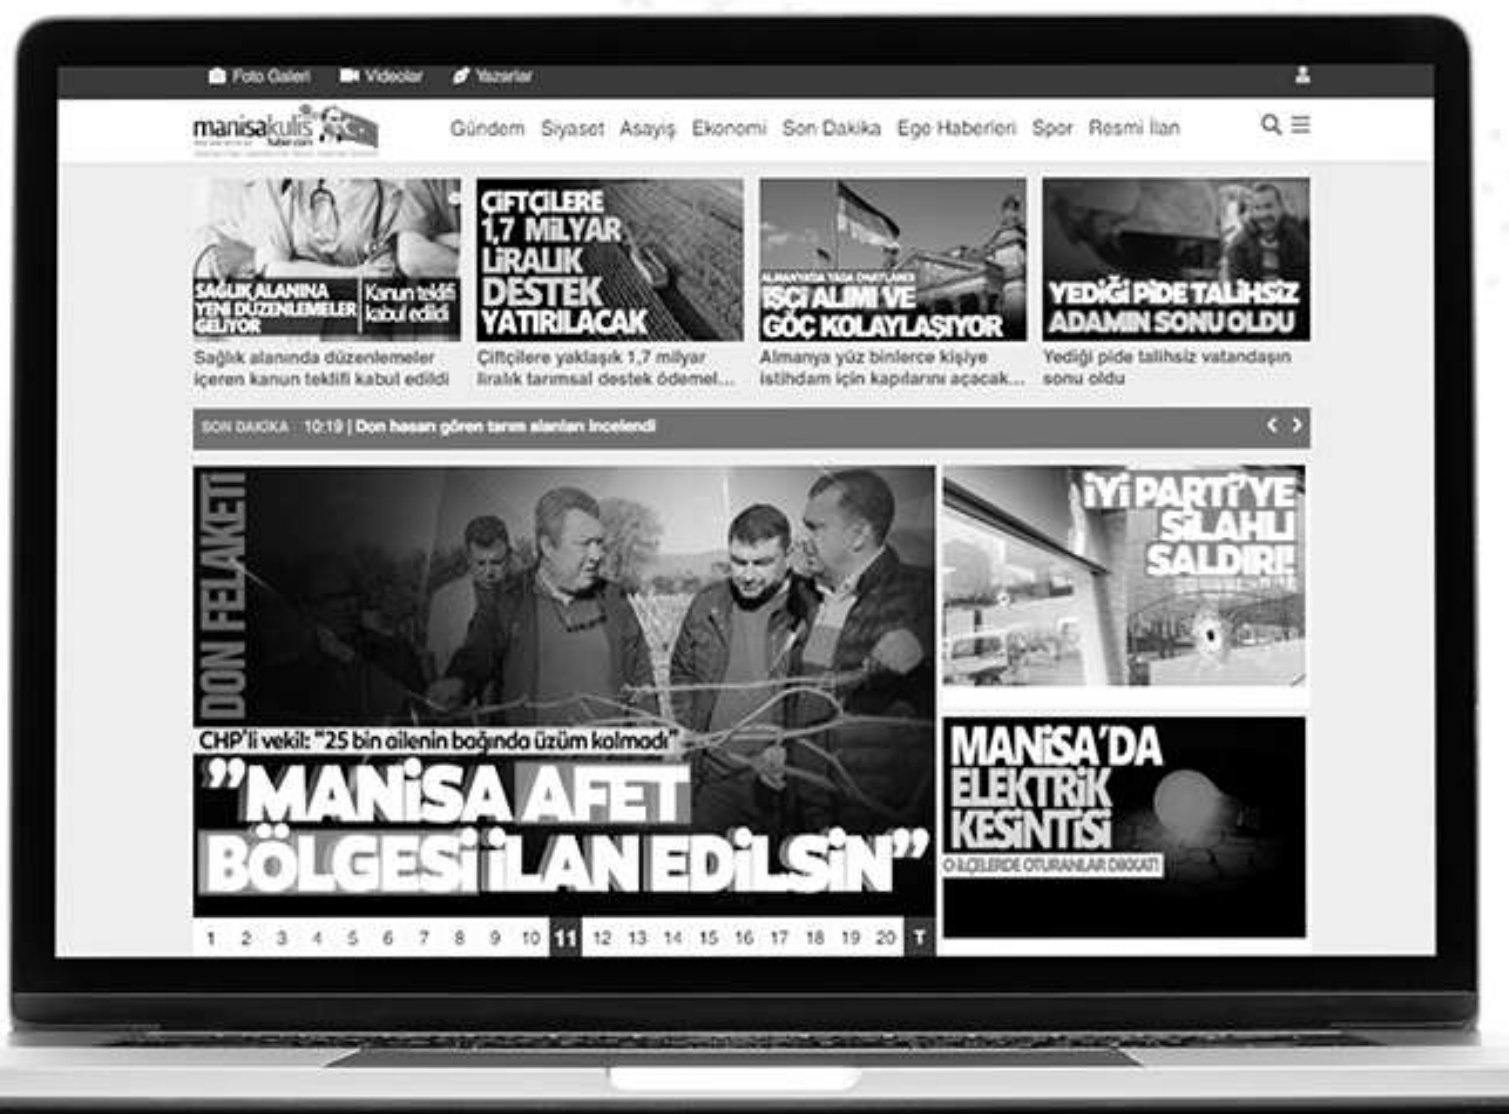 Foto Galeri Videolar Yazarlar
manisakulis
haber.com
Gündem Siyaset Asayiş Ekonomi Son Dakika Ege Haberleri Spor Resmi İlan
SAĞLIK ALANINA
YENİ DÜZENLEMELER
GELİYOR
Kanun teklifi
kabul edildi
Sağlık alanında düzenlemeler
içeren kanun teklifi kabul edildi
ÇİFTÇİLERE
1,7 MİLYAR
LİRALIK
DESTEK
YATIRILACAK
Çiftçilere yaklaşık 1,7 milyar
liralık tarımsal destek ödemel...
ALMANYA'DA YASA ONAYLANDI
İŞÇİ ALIMI VE
GÖÇ KOLAYLAŞIYOR
Almanya yüz binlerce kişiye
istihdam için kapılarını açacak...
YEDİĞİ PİDE TALİHSİZ
ADAMIN SONU OLDU
Yediği pide talihsiz vatandaşın
sonu oldu
SON DAKİKA 10:19 | Don hasarı gören tarım alanları incelendi
DON FELAKETİ
CHP'li vekil: "25 bin ailenin bağında üzüm kalmadı"
"MANİSA AFET
BÖLGESİ İLAN EDİLSİN"
1 2 3 4 5 6 7 8 9 10 11 12 13 14 15 16 17 18 19 20 T
İYİ PARTİ'YE
SİLAHLI
SALDIRI!
MANİSA'DA
ELEKTRİK
KESİNTİSİ
O İLÇELERDE OTURANLAR DİKKAT!